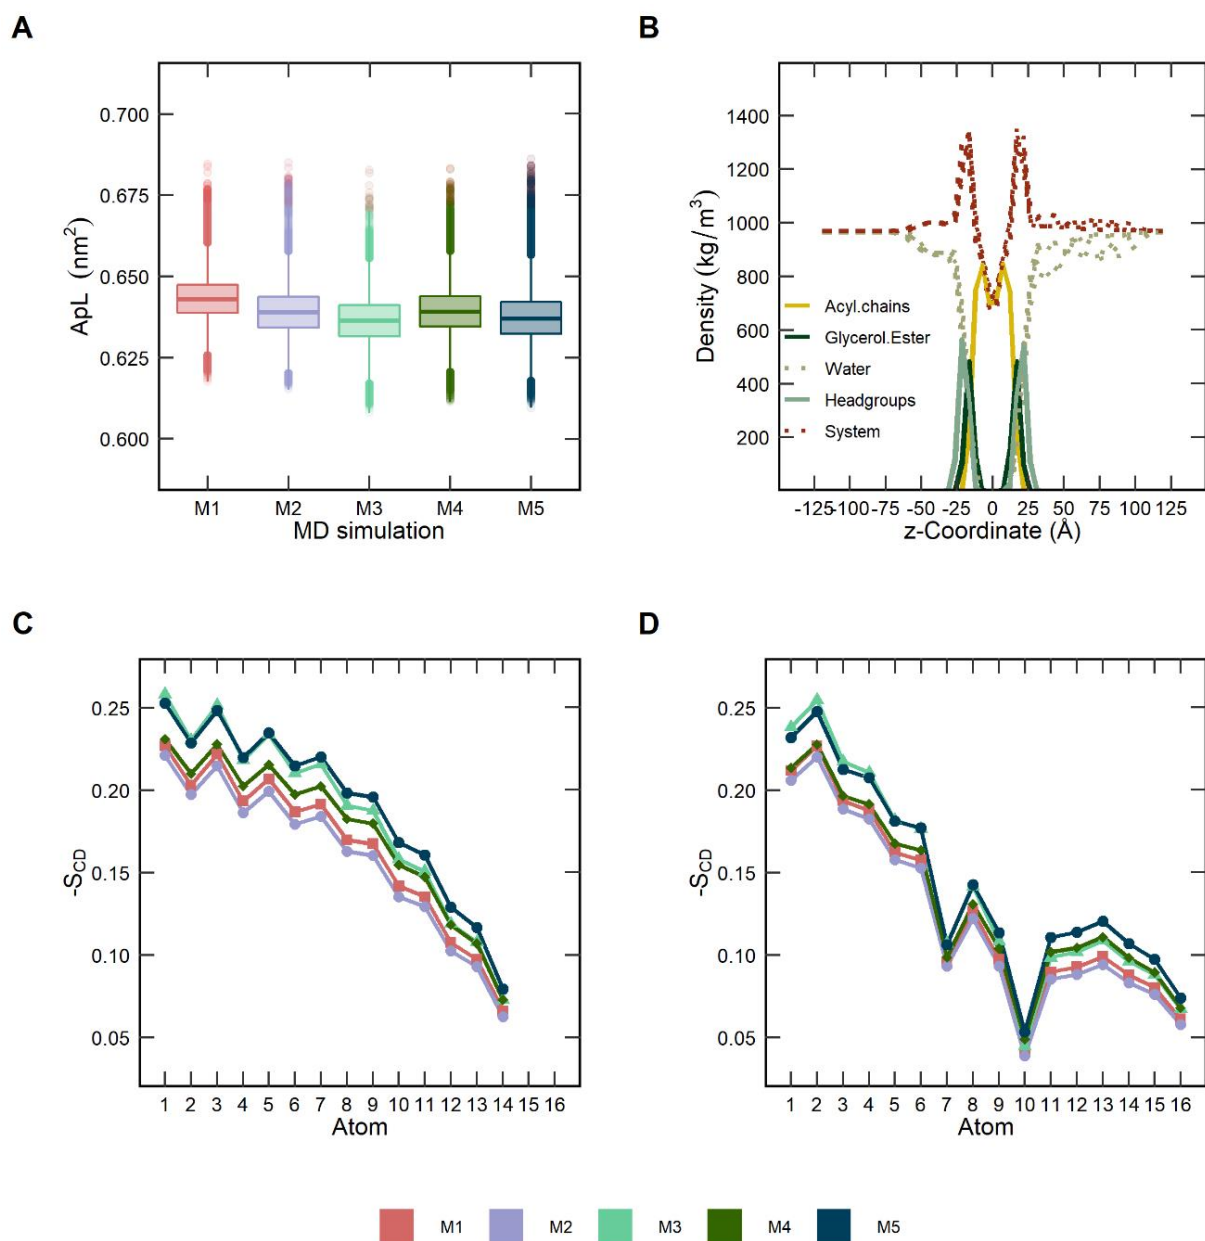 A
0.700
0.675
0.650
0.625
0.600
ApL (nm²)
M1 M2 M3 M4 M5
MD simulation
B
1400
1200
1000
800
600
400
200
Density (kg/m³)
Acyl.chains
Glycerol.Ester
Water
Headgroups
System
-125 -100 -75 -50 -25 0 25 50 75 100 125
z-Coordinate (Å)
C
0.25
0.20
0.15
0.10
0.05
-S_CD
1 2 3 4 5 6 7 8 9 10 11 12 13 14 15 16
Atom
D
0.25
0.20
0.15
0.10
0.05
-S_CD
1 2 3 4 5 6 7 8 9 10 11 12 13 14 15 16
Atom
M1 M2 M3 M4 M5